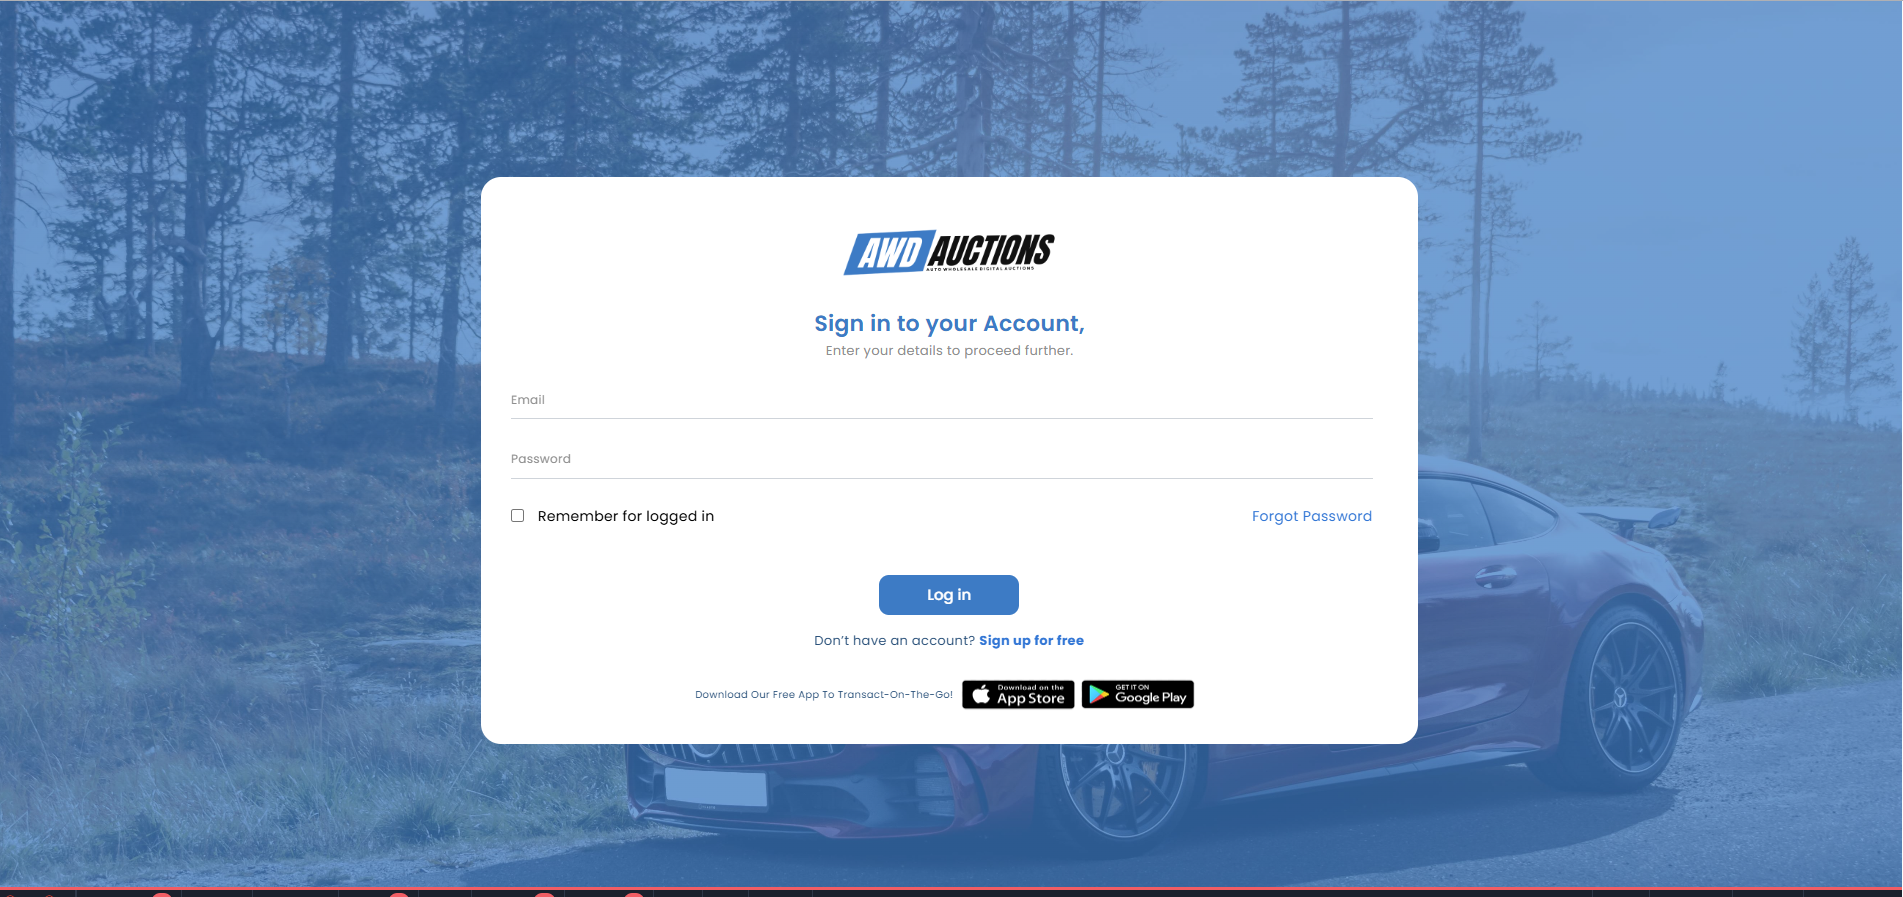 AWD AUCTIONS
AUTO WHOLESALE DIGITAL AUCTIONS
Sign in to your Account,
Enter your details to proceed further.
Email
Password
Remember for logged in
Forgot Password
Log in
Don't have an account? Sign up for free
Download Our Free App To Transact-On-The-Go!
Download on the
App Store
GET IT ON
Google Play